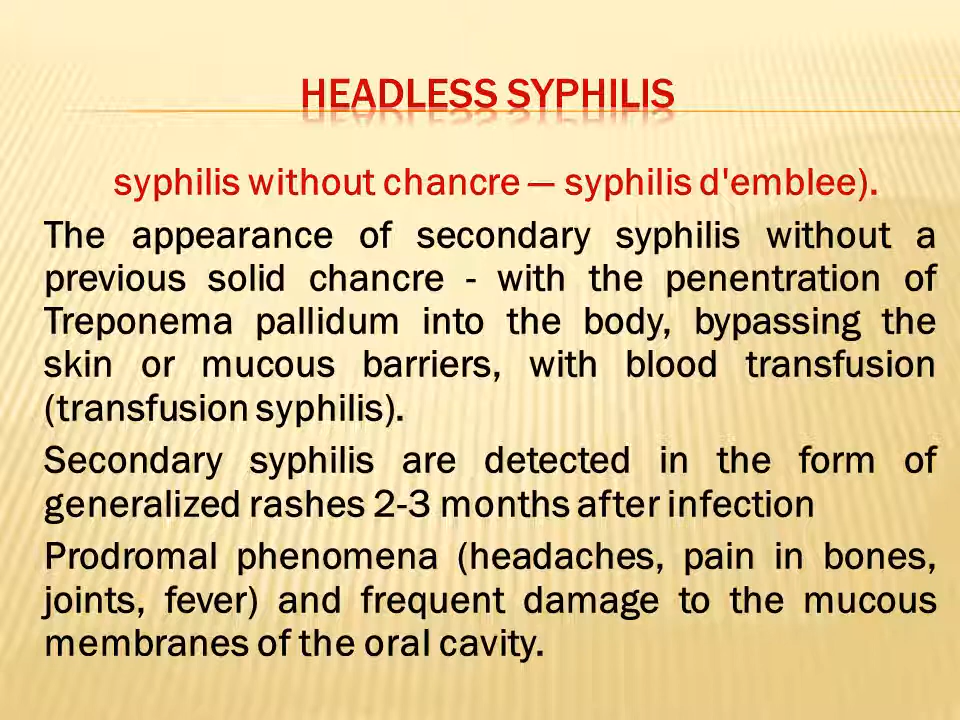 HEADLESS SYPHILIS
syphilis without chancre — syphilis d'emblee).
The appearance of secondary syphilis without a
previous solid chancre - with the penentration of
Treponema pallidum into the body, bypassing the
skin or mucous barriers, with blood transfusion
(transfusion syphilis).
Secondary syphilis are detected in the form of
generalized rashes 2-3 months after infection
Prodromal phenomena (headaches, pain in bones,
joints, fever) and frequent damage to the mucous
membranes of the oral cavity.